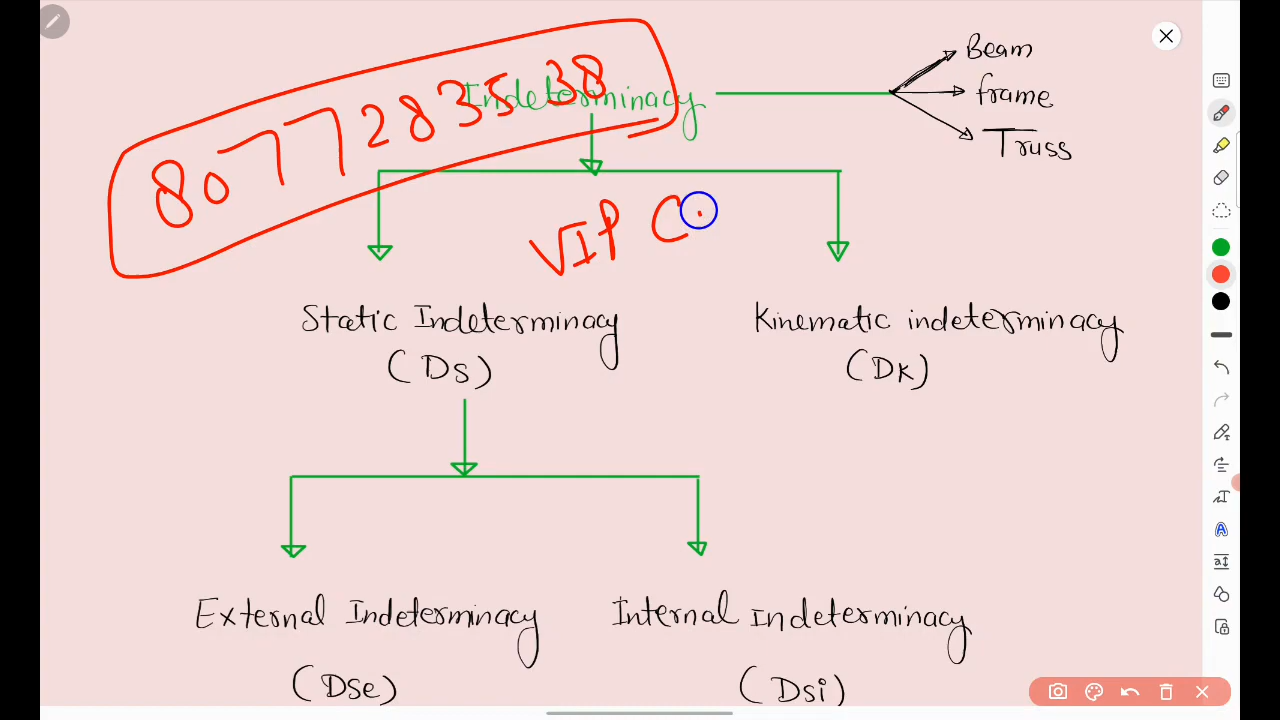 Beam
Indeterminacy
frame
8077283538
Truss
VIP C
Static Indeterminacy
(Ds)
Kinematic indeterminacy
(DK)
External Indeterminacy
(Dse)
Internal Indeterminacy
(Dsi)